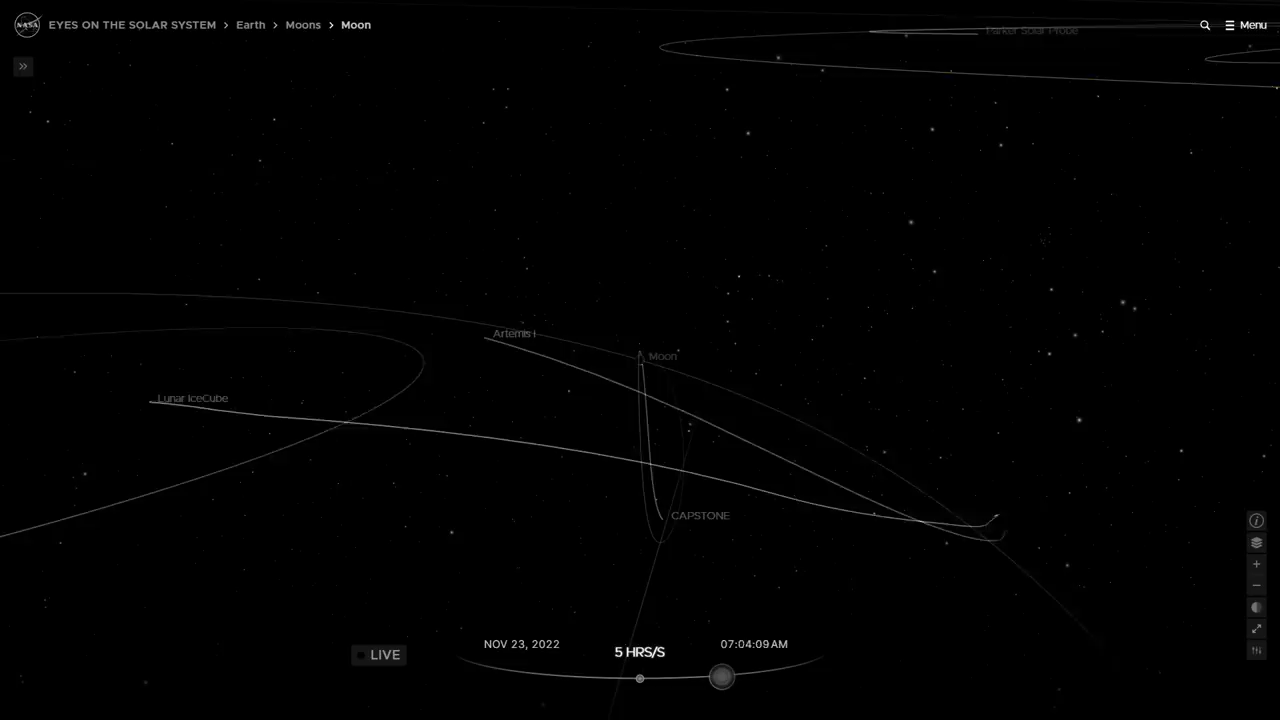 NASA
EYES ON THE SOLAR SYSTEM > Earth > Moons > Moon
Menu
Parker Solar Probe
Artemis I
Moon
Lunar IceCube
CAPSTONE
NOV 23, 2022
07:04:09 AM
5 HRS/S
LIVE